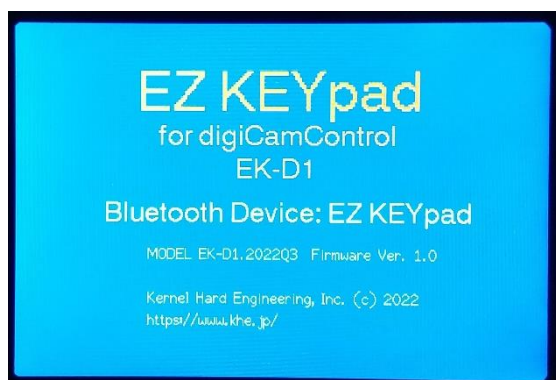 EZ KEYpad
for digiCamControl
EK-D1
Bluetooth Device: EZ KEYpad
MODEL EK-D1.2022Q3 Firmware Ver. 1.0
Kernel Hard Engineering, Inc. (c) 2022
https://www.khe.jp/